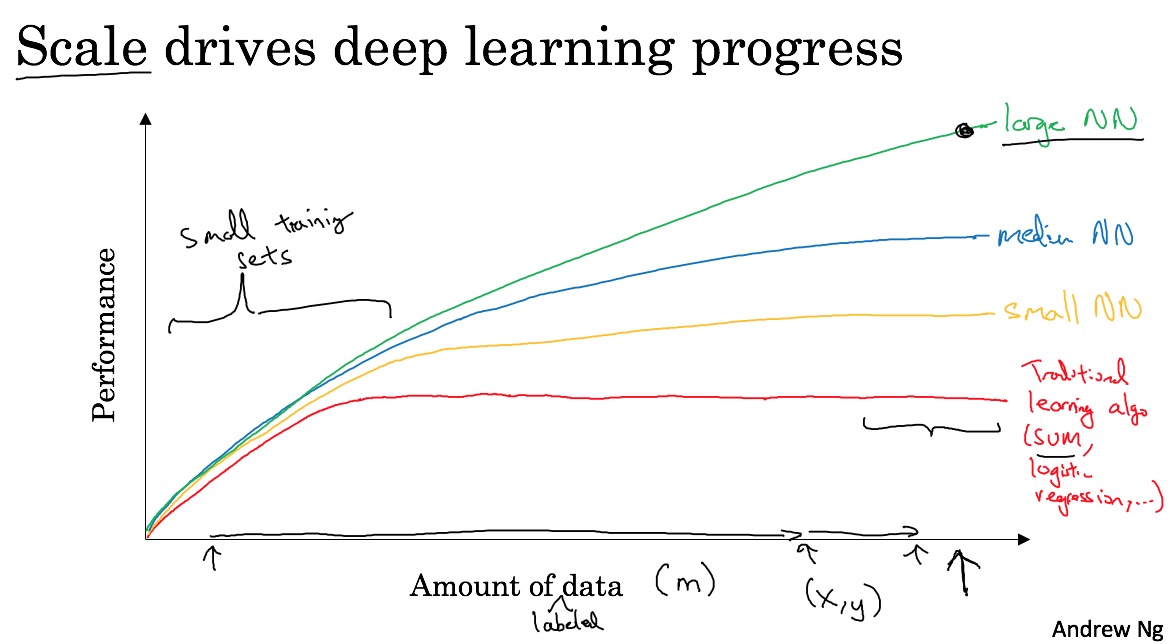 Scale drives deep learning progress
large NN
small training
sets
medium NN
small NN
Performance
Traditional
learning algo
(SVM,
logistic
regression,...)
Amount of data (m)
labeled
(x,y)
Andrew Ng